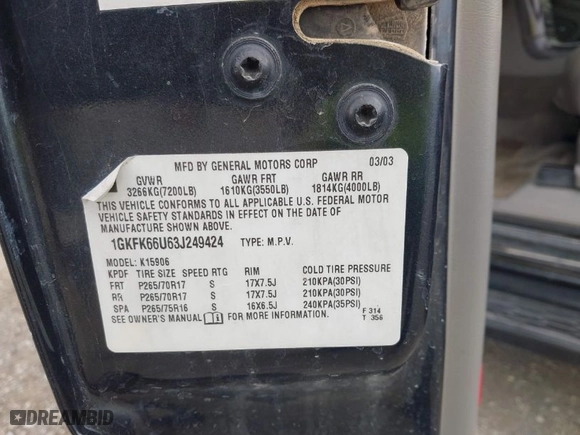 MFD BY GENERAL MOTORS CORP 03/03
GVWR GAWR FRT GAWR RR
3266KG(7200LB) 1610KG(3550LB) 1814KG(4000LB)
THIS VEHICLE CONFORMS TO ALL APPLICABLE U.S. FEDERAL MOTOR
VEHICLE SAFETY STANDARDS IN EFFECT ON THE DATE OF
MANUFACTURE SHOWN ABOVE.
1GKFK66U63J249424 TYPE: M.P.V.
MODEL: K15906
KPDF TIRE SIZE SPEED RTG RIM COLD TIRE PRESSURE
FRT P265/70R17 S 17X7.5J 210KPA(30PSI)
RR P265/70R17 S 17X7.5J 210KPA(30PSI)
SPA P265/75R16 S 16X6.5J 240KPA(35PSI)
SEE OWNER'S MANUAL FOR MORE INFORMATION. F 314
T 356
DREAMBID